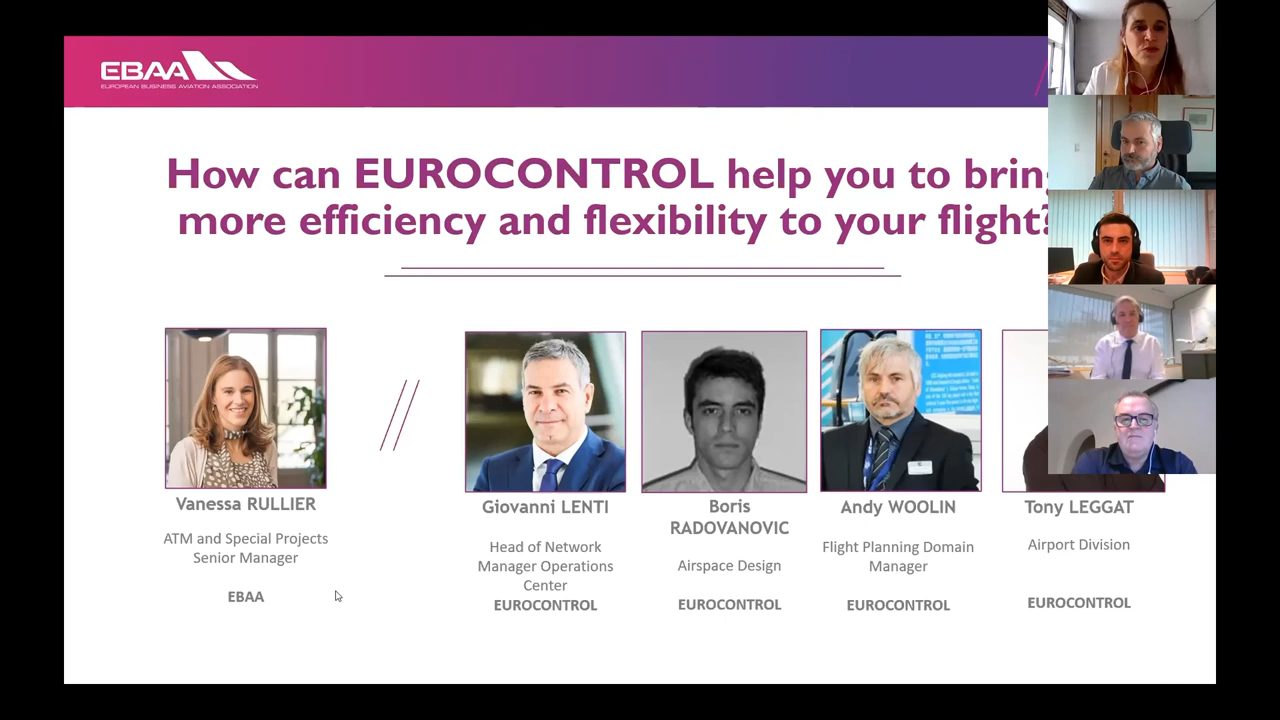 EBAA
EUROPEAN BUSINESS AVIATION ASSOCIATION
How can EUROCONTROL help you to bring
more efficiency and flexibility to your flight?
Vanessa RULLIER
ATM and Special Projects
Senior Manager
EBAA
Giovanni LENTI
Head of Network
Manager Operations
Center
EUROCONTROL
Boris
RADOVANOVIC
Airspace Design
EUROCONTROL
Andy WOOLIN
Flight Planning Domain
Manager
EUROCONTROL
Tony LEGGAT
Airport Division
EUROCONTROL